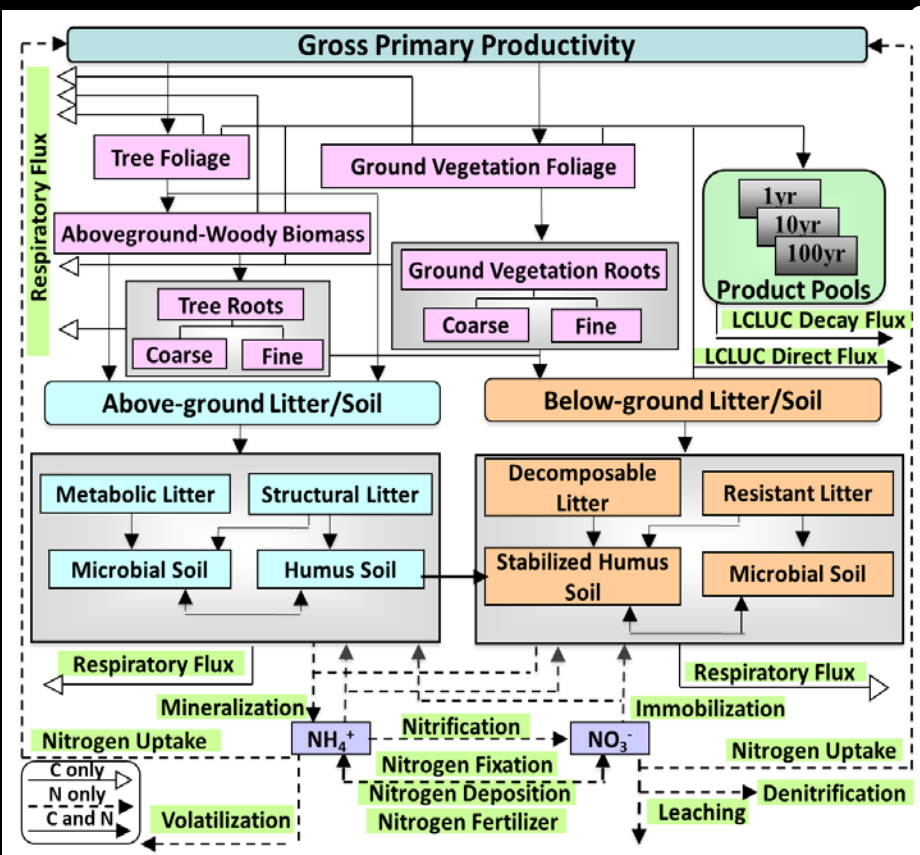 Gross Primary Productivity
Respiratory Flux
Tree Foliage
Ground Vegetation Foliage
1yr
10yr
100yr
Product Pools
Aboveground-Woody Biomass
Ground Vegetation Roots
Coarse
Fine
Tree Roots
Coarse
Fine
LCLUC Decay Flux
LCLUC Direct Flux
Above-ground Litter/Soil
Below-ground Litter/Soil
Metabolic Litter
Structural Litter
Microbial Soil
Humus Soil
Decomposable
Litter
Resistant Litter
Stabilized Humus
Soil
Microbial Soil
Respiratory Flux
Respiratory Flux
Mineralization
Immobilization
NH₄⁺
Nitrification
NO₃⁻
Nitrogen Uptake
Nitrogen Uptake
Nitrogen Fixation
Nitrogen Deposition
Nitrogen Fertilizer
C only
N only
C and N
Volatilization
Leaching
Denitrification